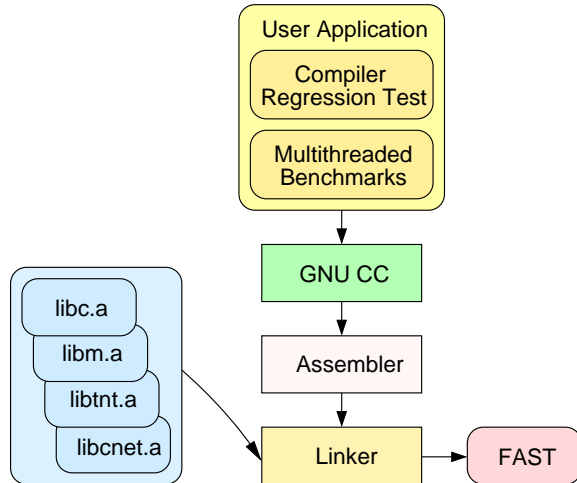 User Application
Compiler
Regression Test
Multithreaded
Benchmarks
GNU CC
libc.a
libm.a
libtnt.a
libcnet.a
Assembler
Linker
FAST